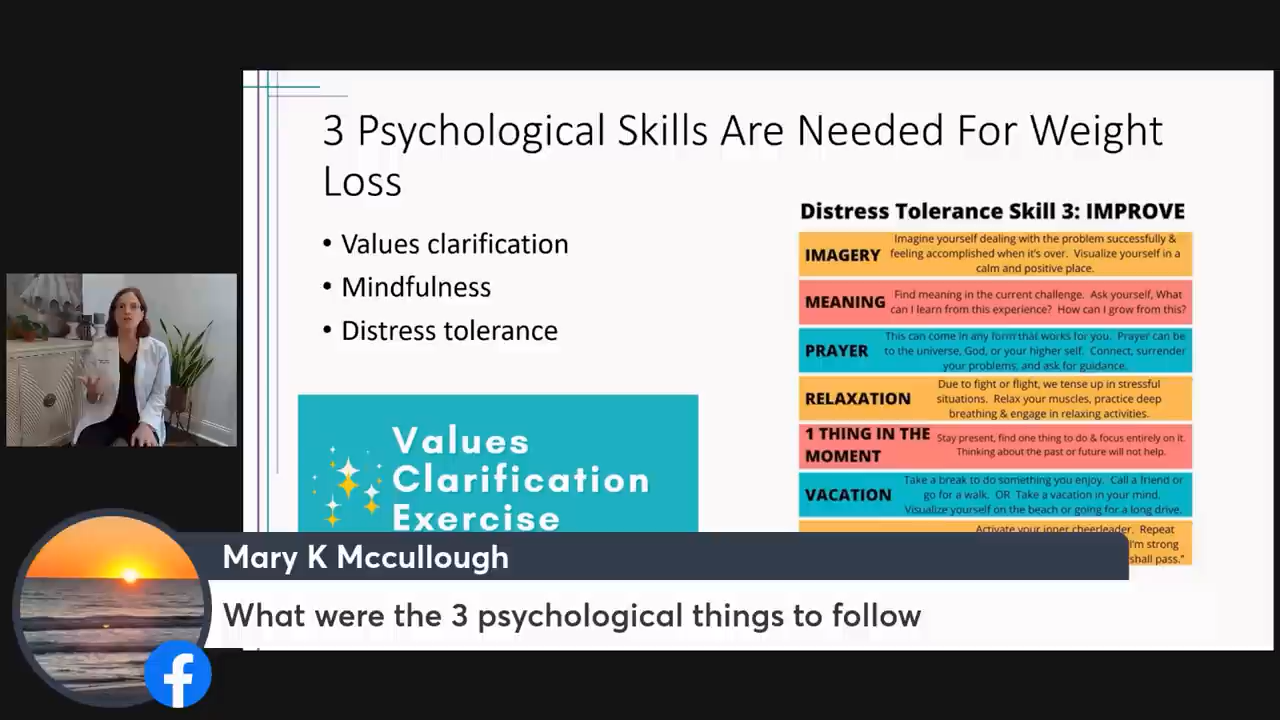 3 Psychological Skills Are Needed For Weight
Loss
• Values clarification
• Mindfulness
• Distress tolerance
Values
Clarification
Exercise
Distress Tolerance Skill 3: IMPROVE
IMAGERY
Imagine yourself dealing with the problem successfully &
feeling accomplished when it's over. Visualize yourself in a
calm and positive place.
MEANING
Find meaning in the current challenge. Ask yourself, What
can I learn from this experience? How can I grow from this?
PRAYER
This can come in any form that works for you. Prayer can be
to the universe, God, or your higher self. Connect, surrender
your problems, and ask for guidance.
RELAXATION
Due to fight or flight, we tense up in stressful
situations. Relax your muscles, practice deep
breathing & engage in relaxing activities.
1 THING IN THE
MOMENT
Stay present, find one thing to do & focus entirely on it.
Thinking about the past or future will not help.
VACATION
Take a break to do something you enjoy. Call a friend or
go for a walk. OR Take a vacation in your mind.
Visualize yourself on the beach or going for a long drive.
Activate your inner cheerleader. Repeat
I'm strong
shall pass."
Mary K Mccullough
What were the 3 psychological things to follow